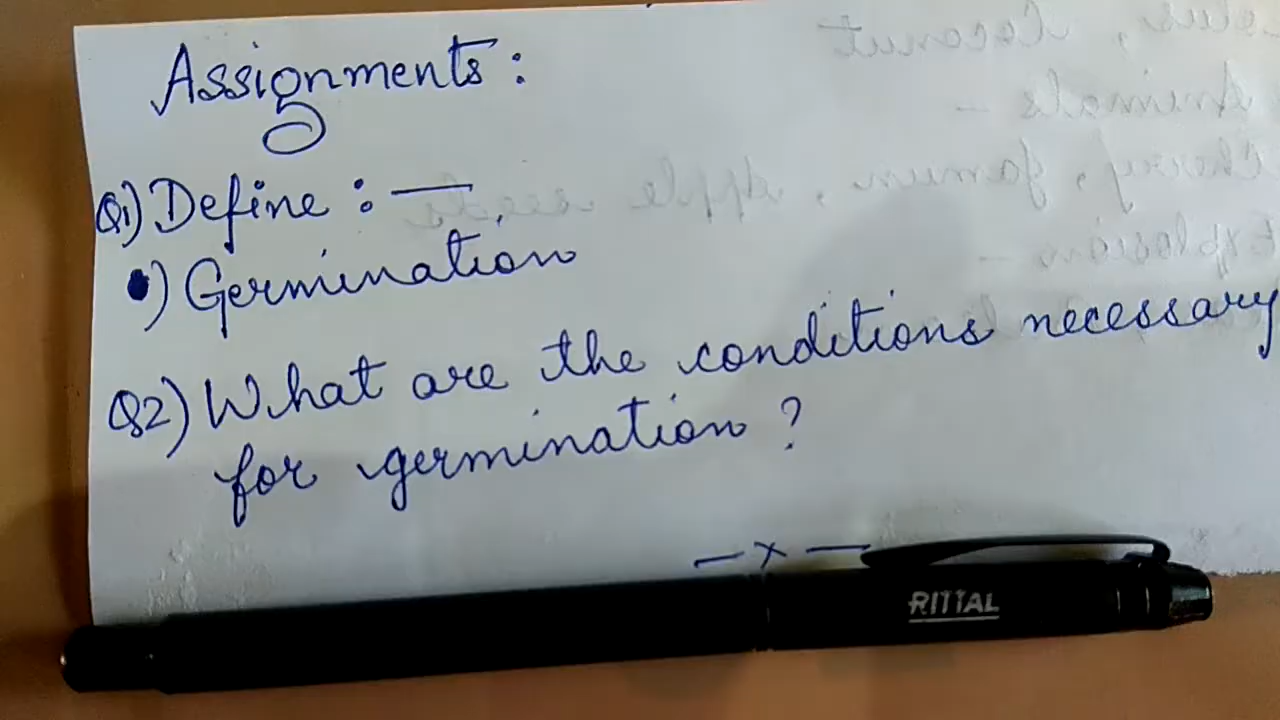 Assignments:
Q1) Define :—
•) Germination
Q2) What are the conditions necessary
for germination ?
— x —
RITTAL